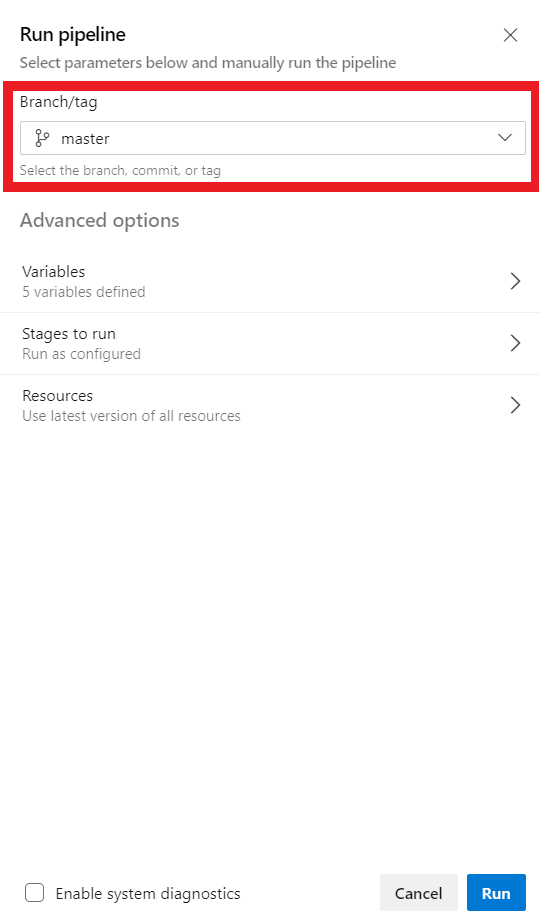 Run pipeline
Select parameters below and manually run the pipeline
Branch/tag
master
Select the branch, commit, or tag
Advanced options
Variables
5 variables defined
Stages to run
Run as configured
Resources
Use latest version of all resources
Enable system diagnostics
Cancel
Run